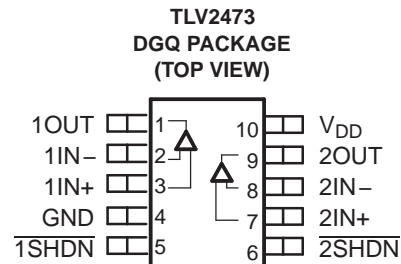 TLV2473
DGQ PACKAGE
(TOP VIEW)
1OUT 1 10 VDD
1IN− 2 9 2OUT
1IN+ 3 8 2IN−
GND 4 7 2IN+
1SHDN 5 6 2SHDN